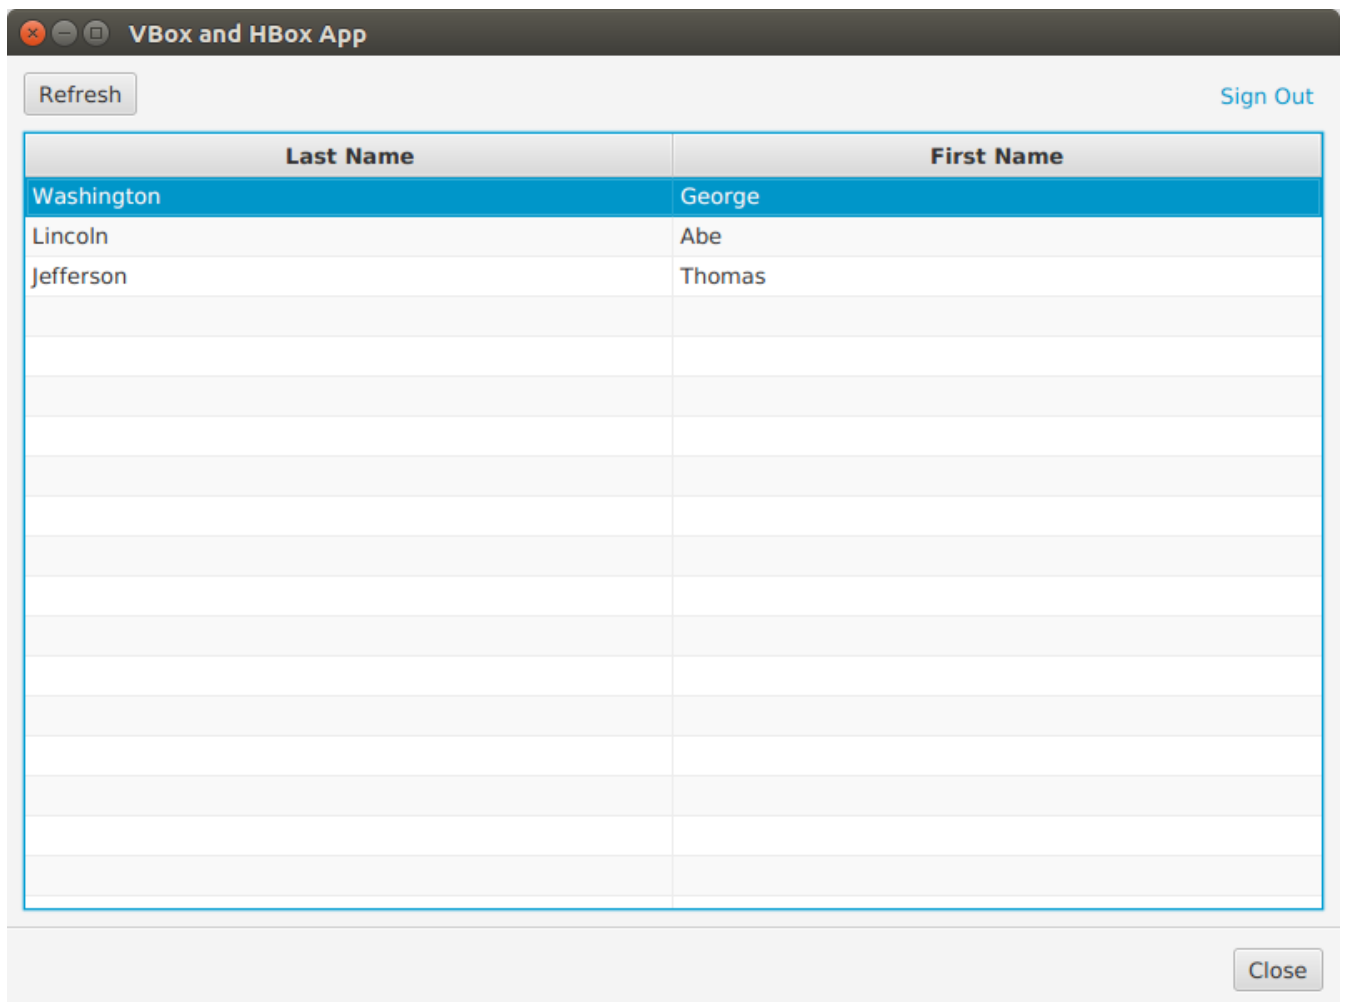 VBox and HBox App
Refresh Sign Out
Last Name First Name
Washington George
Lincoln Abe
Jefferson Thomas
Close